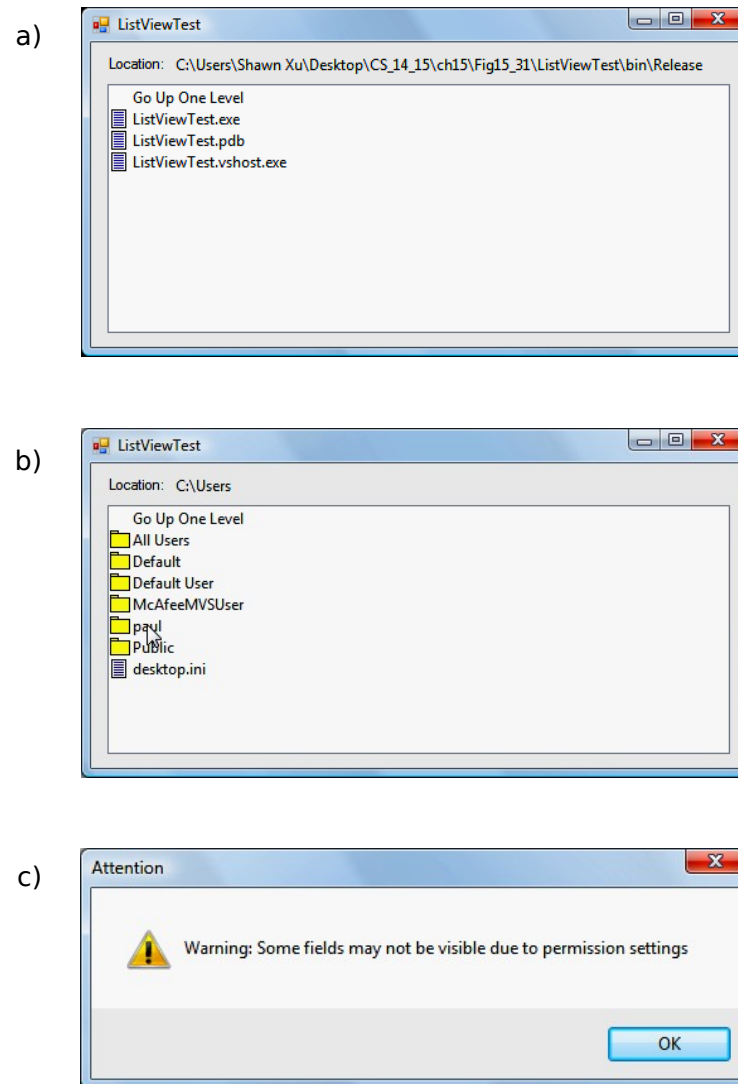 a)
ListViewTest
Location: C:\Users\Shawn Xu\Desktop\CS_14_15\ch15\Fig15_31\ListViewTest\bin\Release
Go Up One Level
ListViewTest.exe
ListViewTest.pdb
ListViewTest.vshost.exe
b)
ListViewTest
Location: C:\Users
Go Up One Level
All Users
Default
Default User
McAfeeMVSUser
paul
Public
desktop.ini
c)
Attention
Warning: Some fields may not be visible due to permission settings
OK